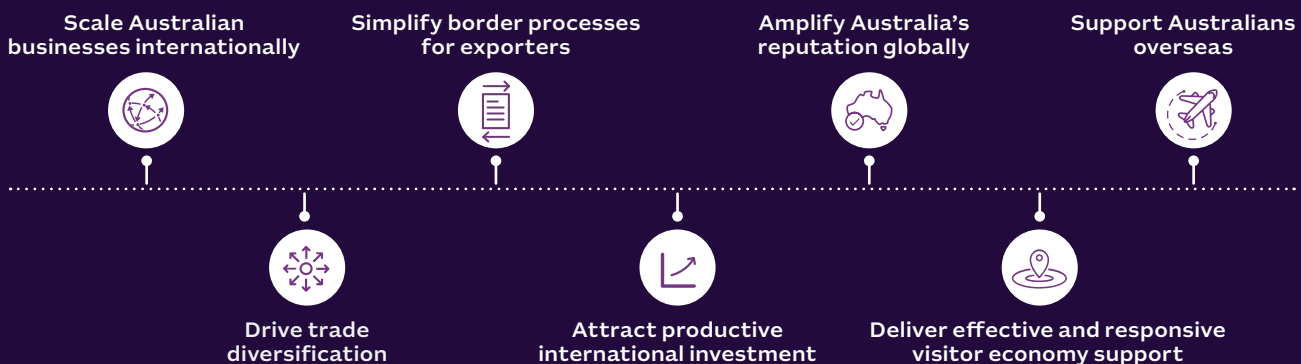 Scale Australian
businesses internationally
Simplify border processes
for exporters
Amplify Australia's
reputation globally
Support Australians
overseas
Drive trade
diversification
Attract productive
international investment
Deliver effective and responsive
visitor economy support